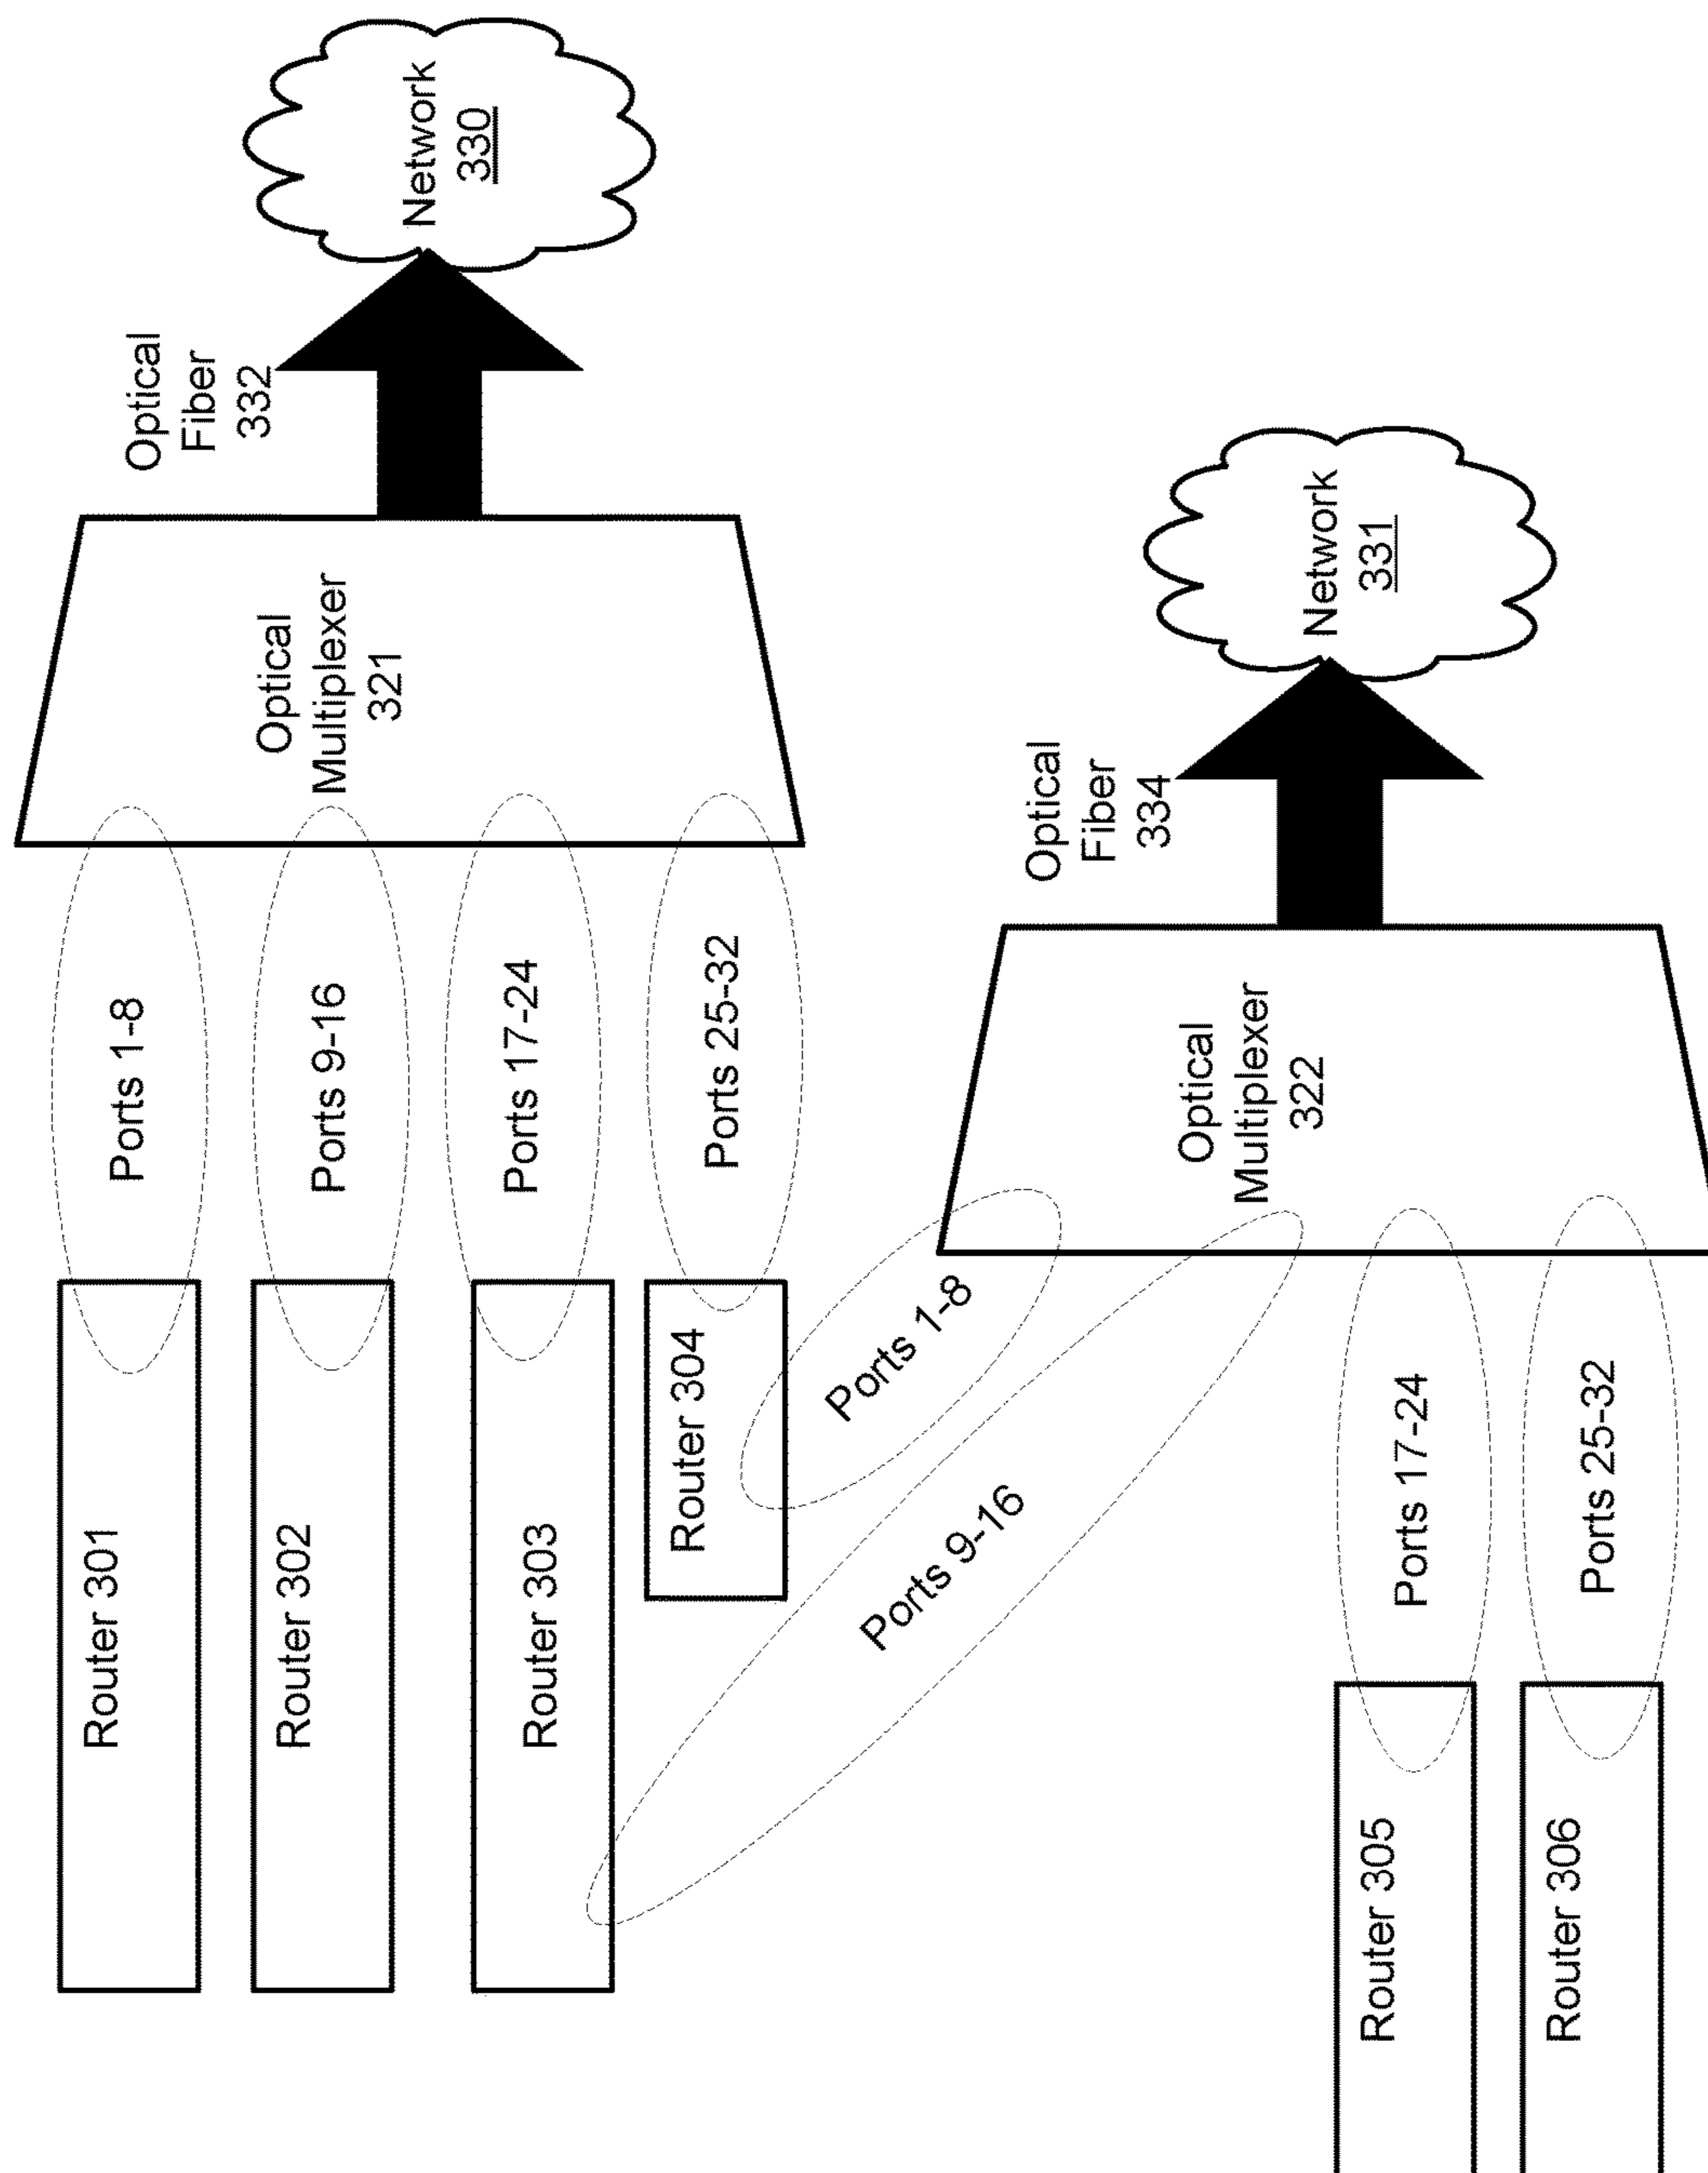 Router 301
Ports 1-8
Router 302
Ports 9-16
Router 303
Ports 17-24
Router 304
Ports 25-32
Optical
Multiplexer
321
Optical
Fiber
332
Network
330
Ports 1-8
Ports 9-16
Router 305
Ports 17-24
Router 306
Ports 25-32
Optical
Multiplexer
322
Optical
Fiber
334
Network
331